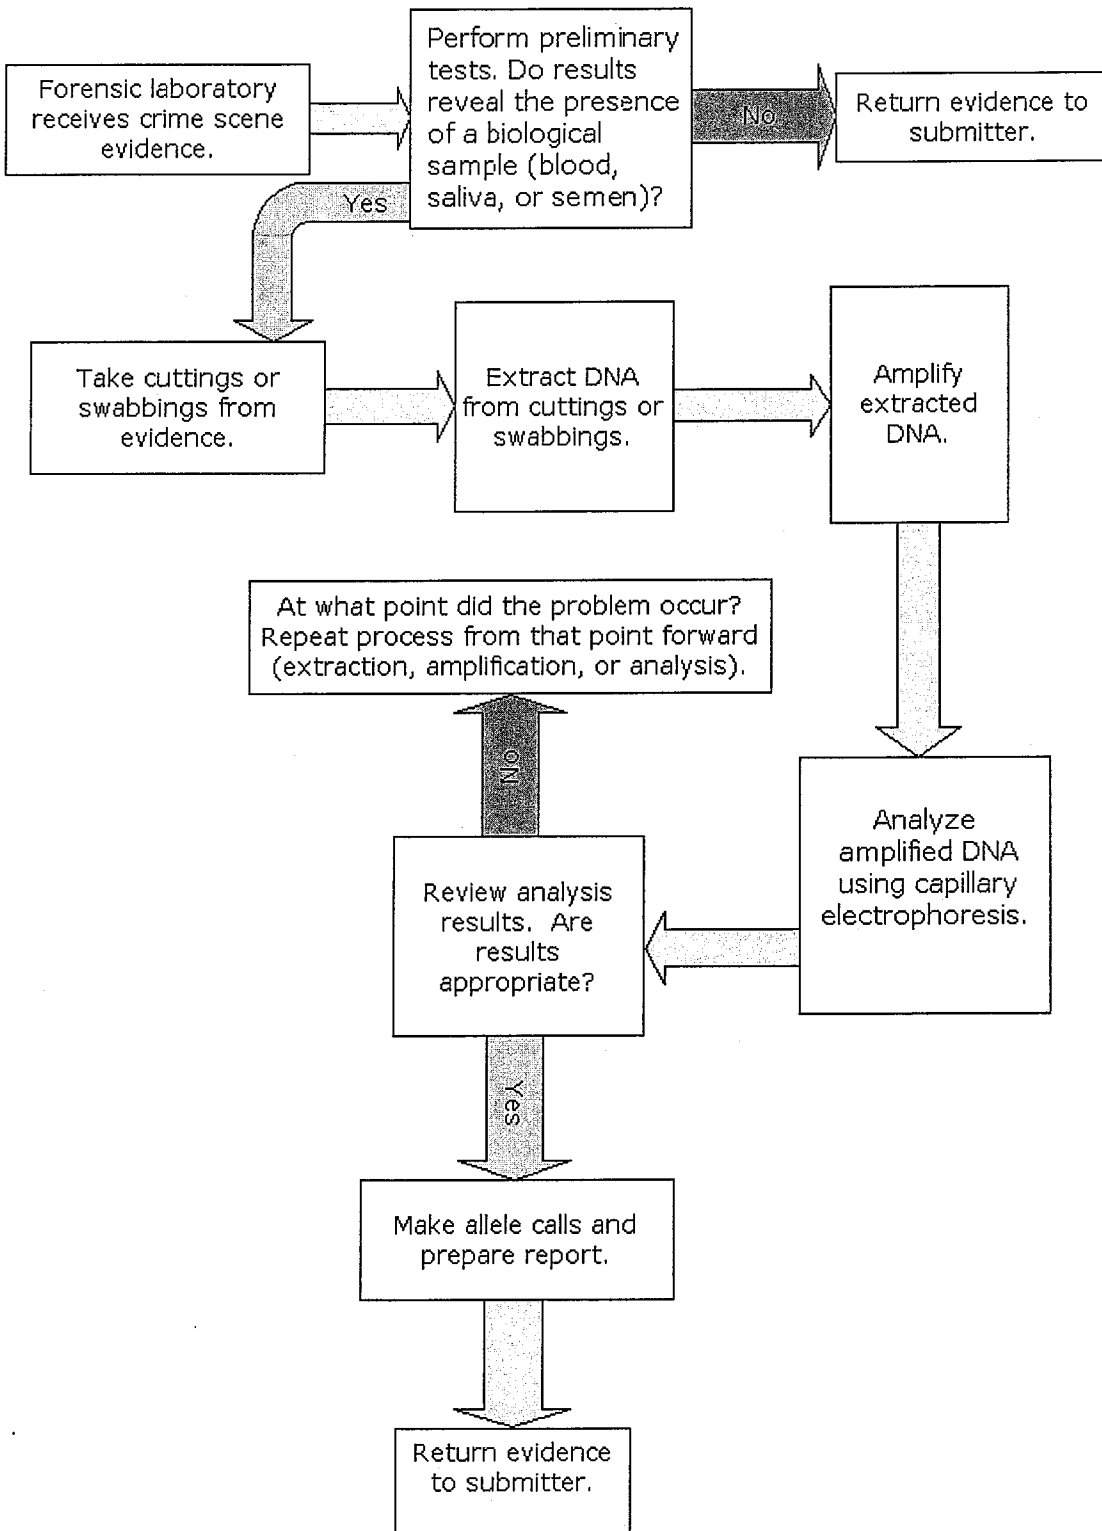 Forensic laboratory
receives crime scene
evidence.
Perform preliminary
tests. Do results
reveal the presence
of a biological
sample (blood,
saliva, or semen)?
No
Return evidence to
submitter.
Yes
Take cuttings or
swabbings from
evidence.
Extract DNA
from cuttings or
swabbings.
Amplify
extracted
DNA.
Analyze
amplified DNA
using capillary
electrophoresis.
Review analysis
results. Are
results
appropriate?
No
At what point did the problem occur?
Repeat process from that point forward
(extraction, amplification, or analysis).
Yes
Make allele calls and
prepare report.
Return evidence
to submitter.